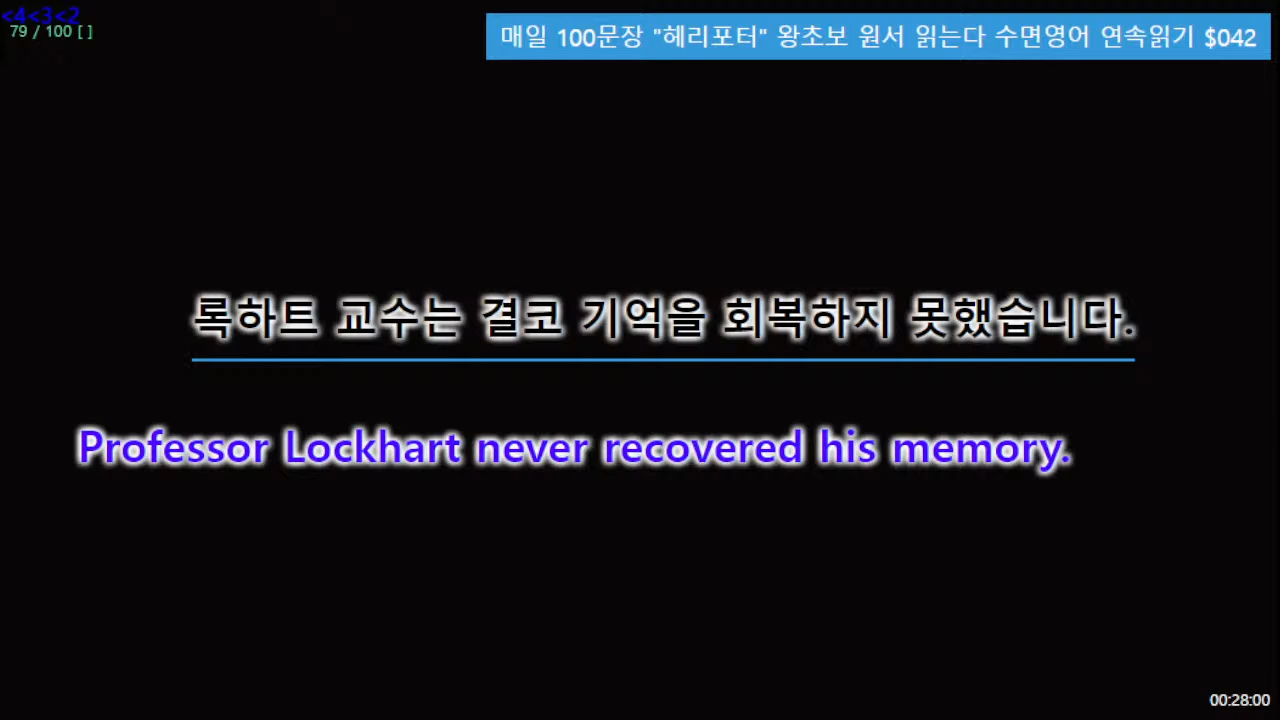 <4<3<2
79 / 100 [ ]
매일 100문장 "헤리포터" 왕초보 원서 읽는다 수면영어 연속읽기 $042
록하트 교수는 결코 기억을 회복하지 못했습니다.
Professor Lockhart never recovered his memory.
00:28:00